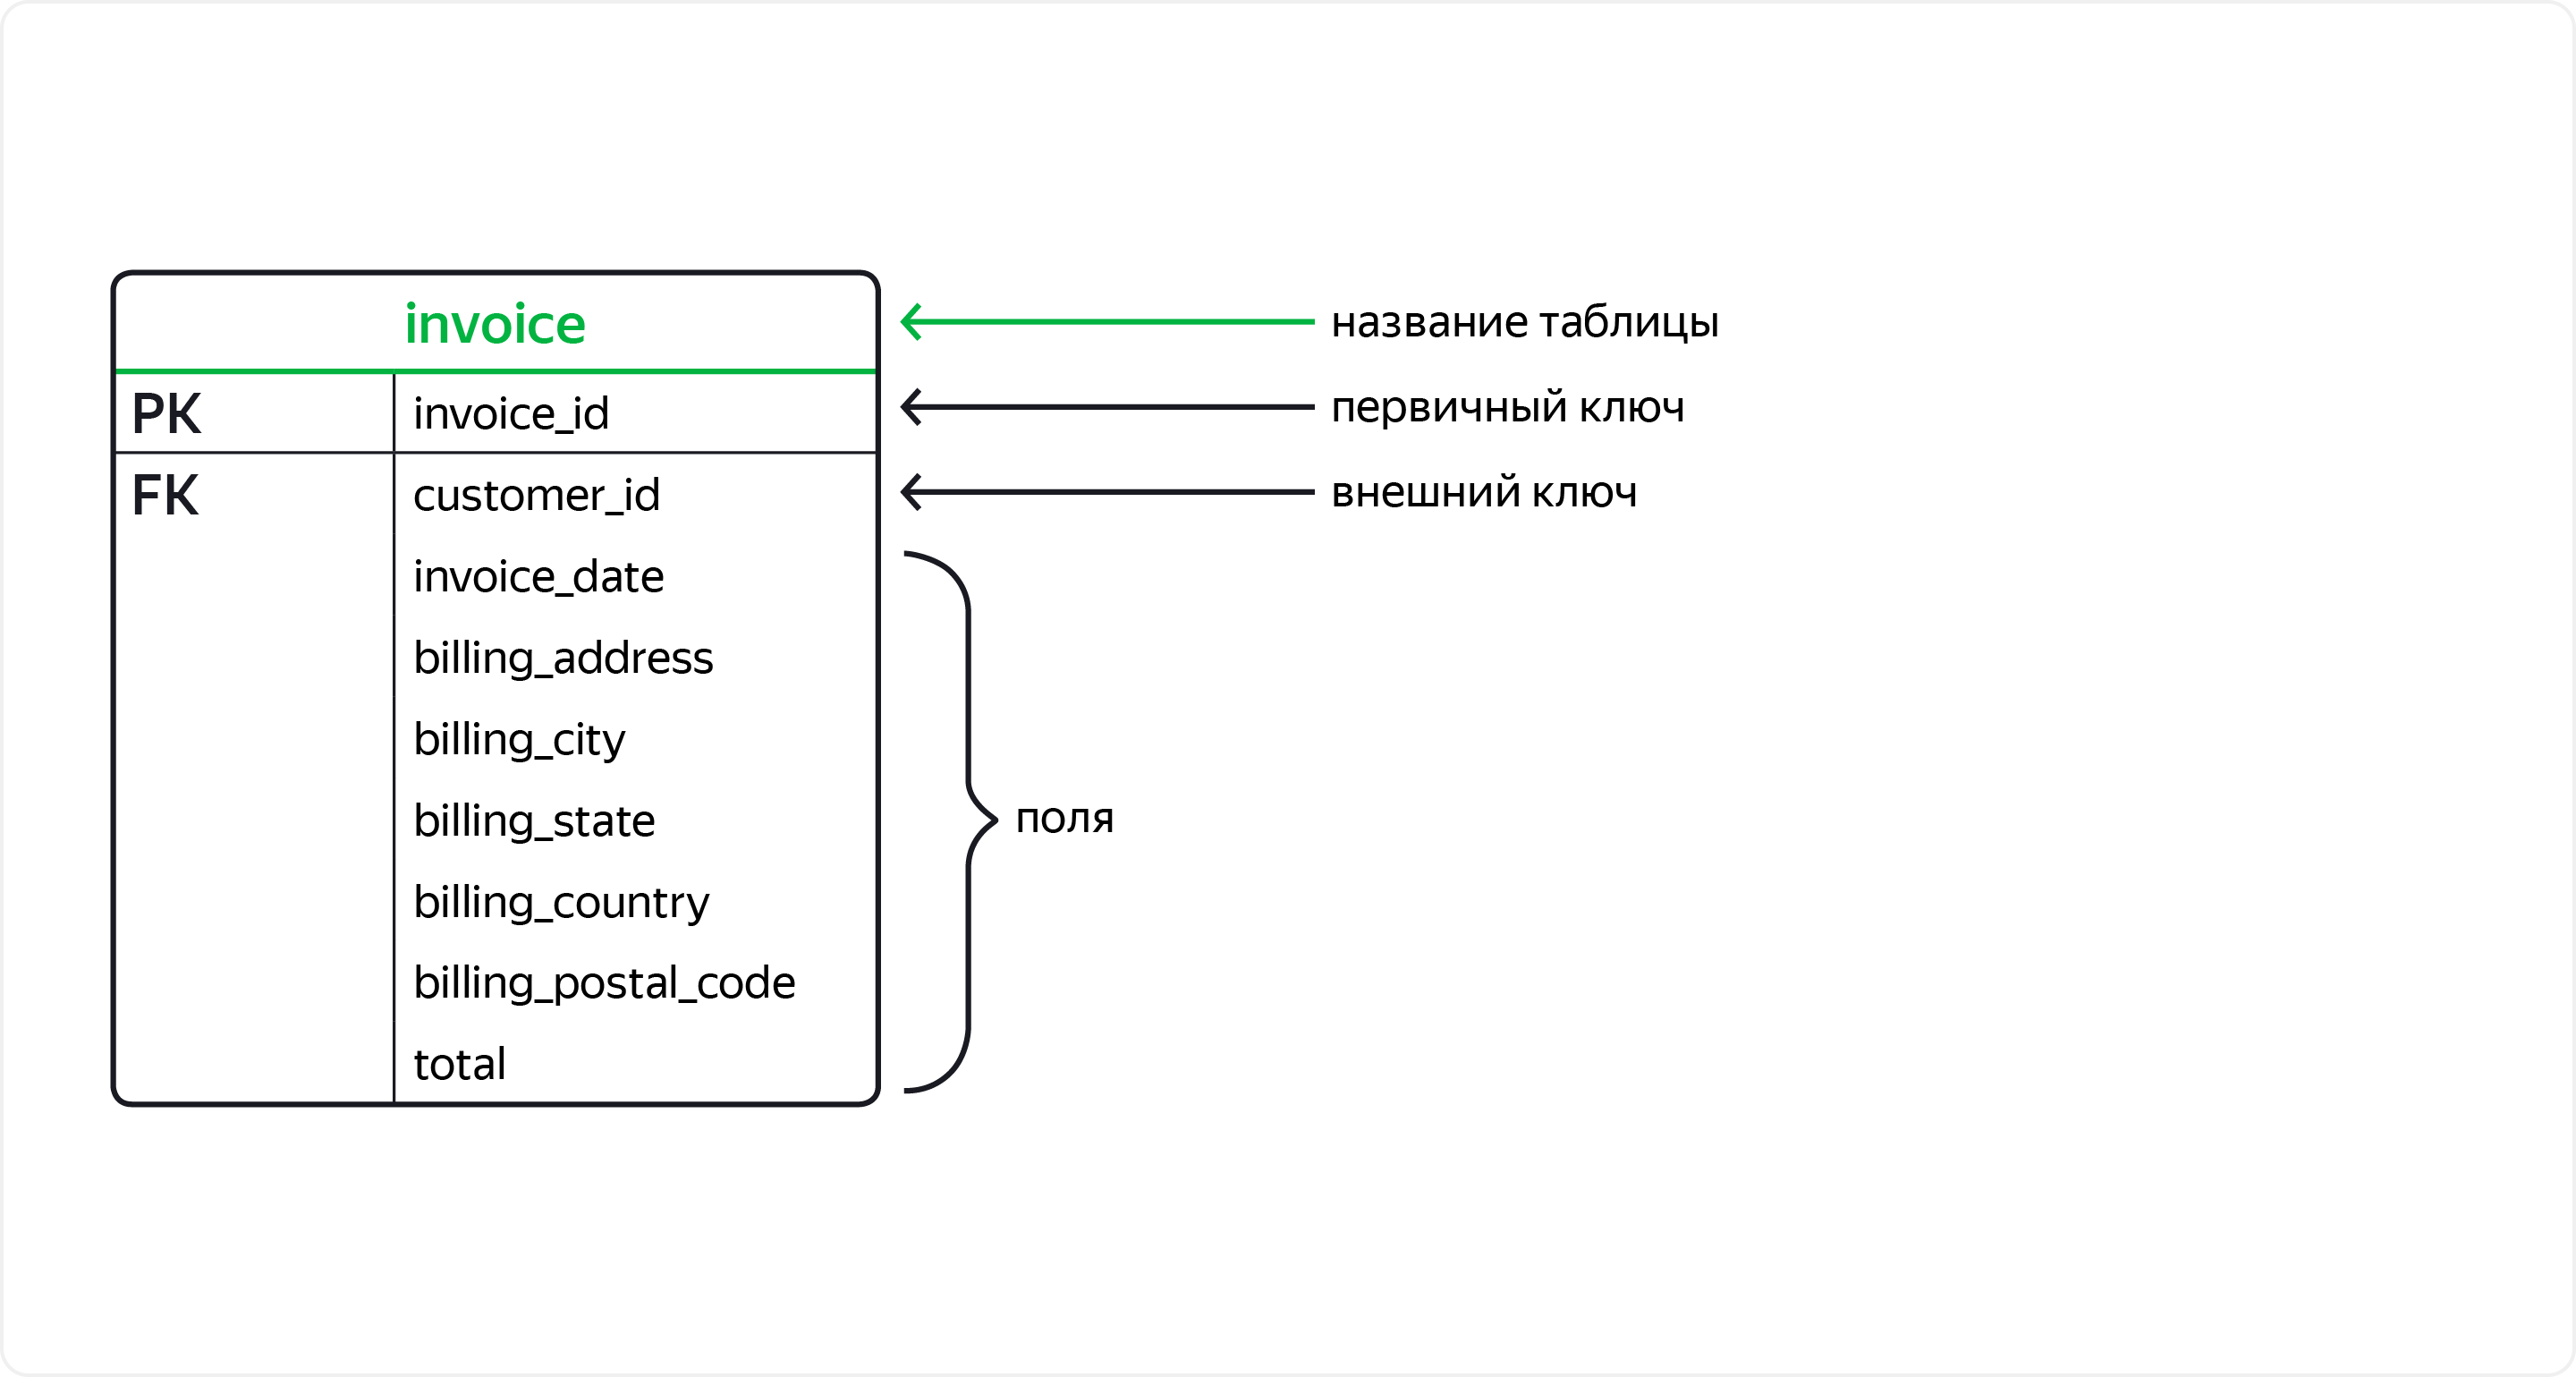 invoice
название таблицы
PK
invoice_id
первичный ключ
FK
customer_id
внешний ключ
invoice_date
billing_address
billing_city
billing_state
поля
billing_country
billing_postal_code
total